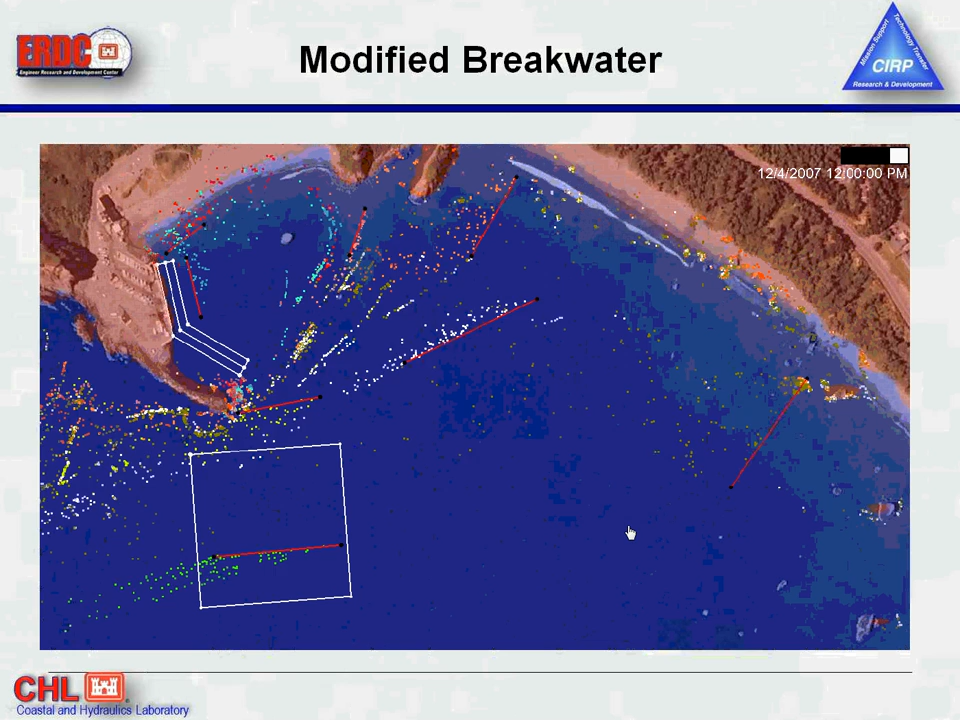 ERDC
Engineer Research and Development Center
Modified Breakwater
Mission Support
Technology Transfer
CIRP
Research & Development
12/4/2007 12:00:00 PM
CHL
Coastal and Hydraulics Laboratory